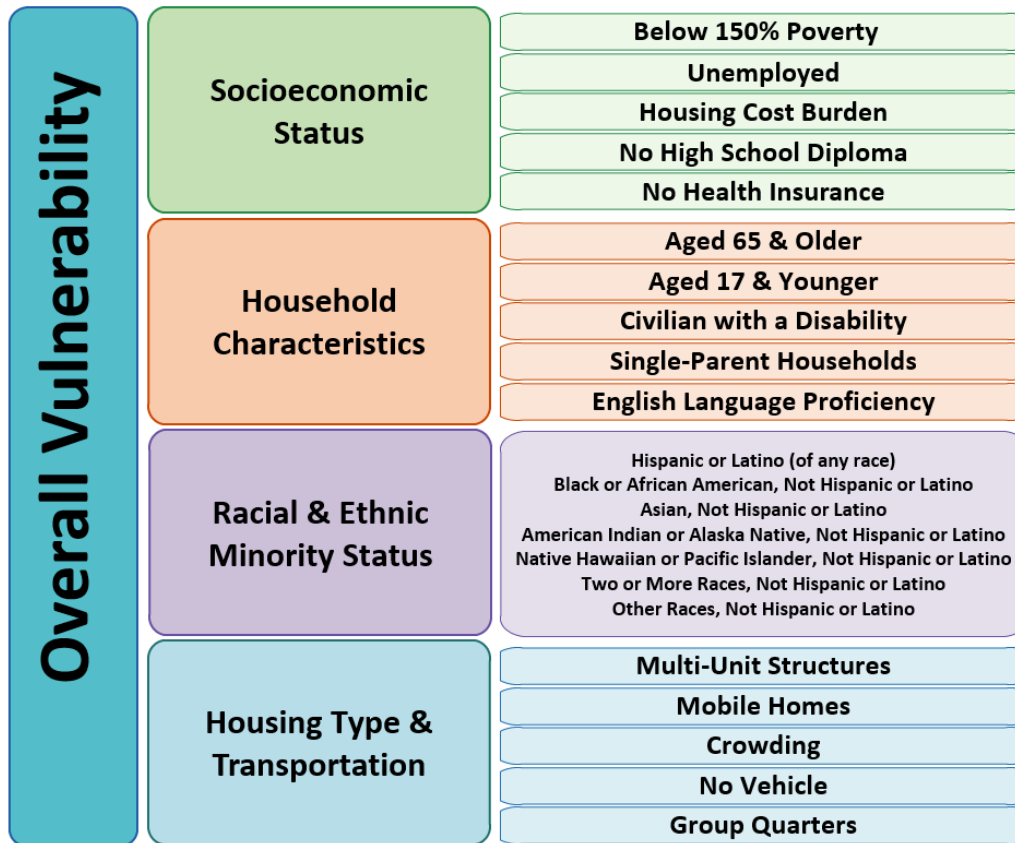 Overall Vulnerability
Socioeconomic
Status
Below 150% Poverty
Unemployed
Housing Cost Burden
No High School Diploma
No Health Insurance
Household
Characteristics
Aged 65 & Older
Aged 17 & Younger
Civilian with a Disability
Single-Parent Households
English Language Proficiency
Racial & Ethnic
Minority Status
Hispanic or Latino (of any race)
Black or African American, Not Hispanic or Latino
Asian, Not Hispanic or Latino
American Indian or Alaska Native, Not Hispanic or Latino
Native Hawaiian or Pacific Islander, Not Hispanic or Latino
Two or More Races, Not Hispanic or Latino
Other Races, Not Hispanic or Latino
Housing Type &
Transportation
Multi-Unit Structures
Mobile Homes
Crowding
No Vehicle
Group Quarters